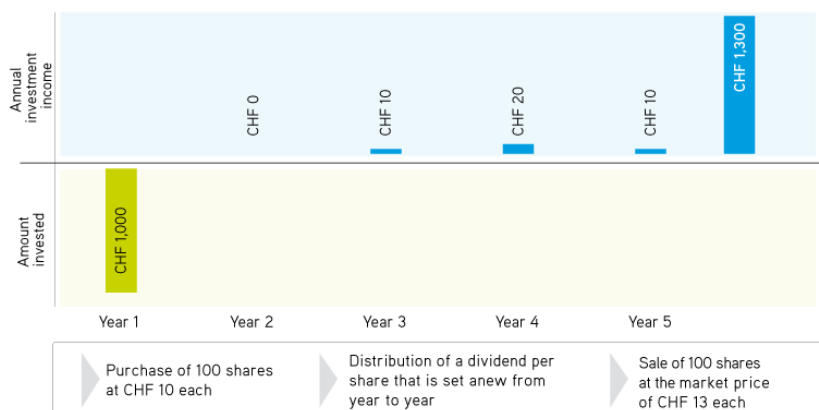 Annual
investment
income
CHF 0
CHF 10
CHF 20
CHF 10
CHF 1,300
Amount
invested
CHF 1,000
Year 1
Year 2
Year 3
Year 4
Year 5
Purchase of 100 shares
at CHF 10 each
Distribution of a dividend per
share that is set anew from
year to year
Sale of 100 shares
at the market price
of CHF 13 each